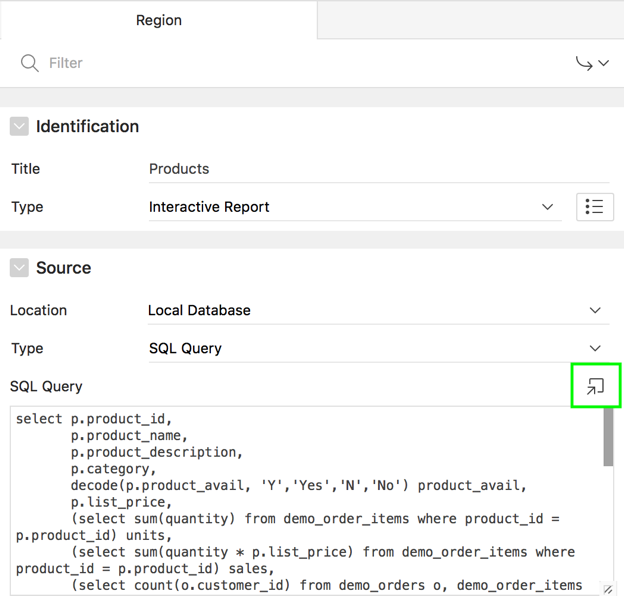 Region
Filter
Identification
Title Products
Type Interactive Report
Source
Location Local Database
Type SQL Query
SQL Query
select p.product_id,
p.product_name,
p.product_description,
p.category,
decode(p.product_avail, 'Y','Yes','N','No') product_avail,
p.list_price,
(select sum(quantity) from demo_order_items where product_id =
p.product_id) units,
(select sum(quantity * p.list_price) from demo_order_items where
product_id = p.product_id) sales,
(select count(o.customer_id) from demo_orders o, demo_order_items